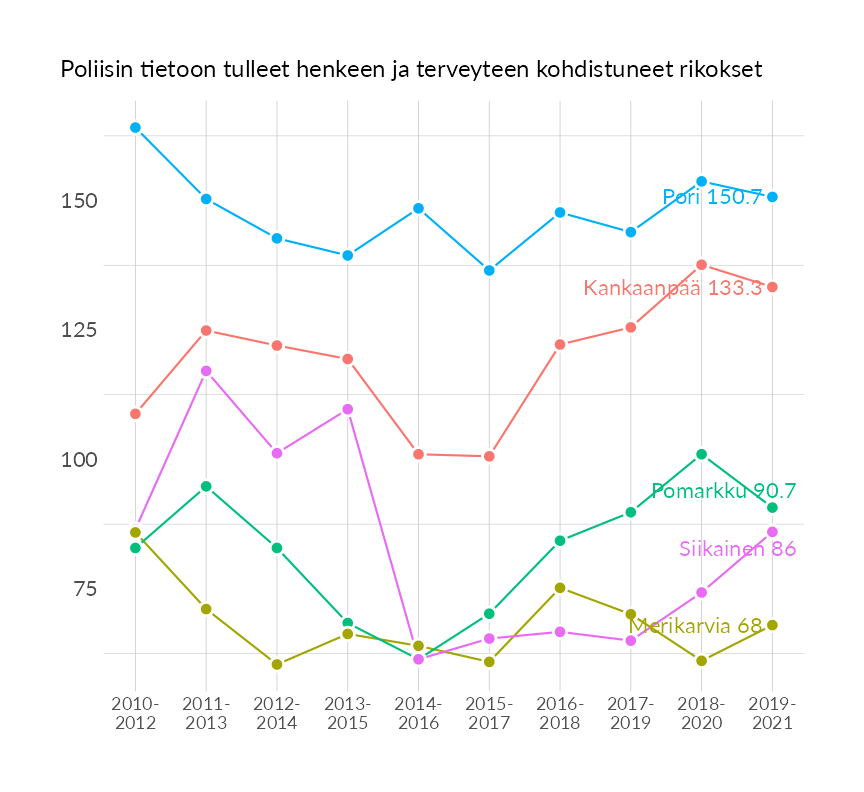 Poliisin tietoon tulleet henkeen ja terveyteen kohdistuneet rikokset
150
125
100
75
Pori 150.7
Kankaanpää 133.3
Pomarkku 90.7
Siikainen 86
Merikarvia 68
2010- 2011- 2012- 2013- 2014- 2015- 2016- 2017- 2018- 2019-
2012 2013 2014 2015 2016 2017 2018 2019 2020 2021